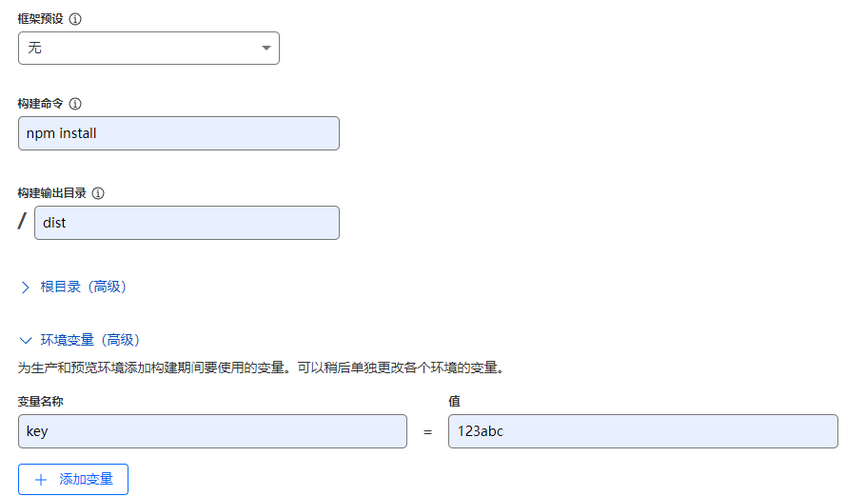 框架预设
无
构建命令
npm install
构建输出目录
/ dist
根目录（高级）
环境变量（高级）
为生产和预览环境添加构建期间要使用的变量。可以稍后单独更改各个环境的变量。
变量名称 值
key = 123abc
＋ 添加变量